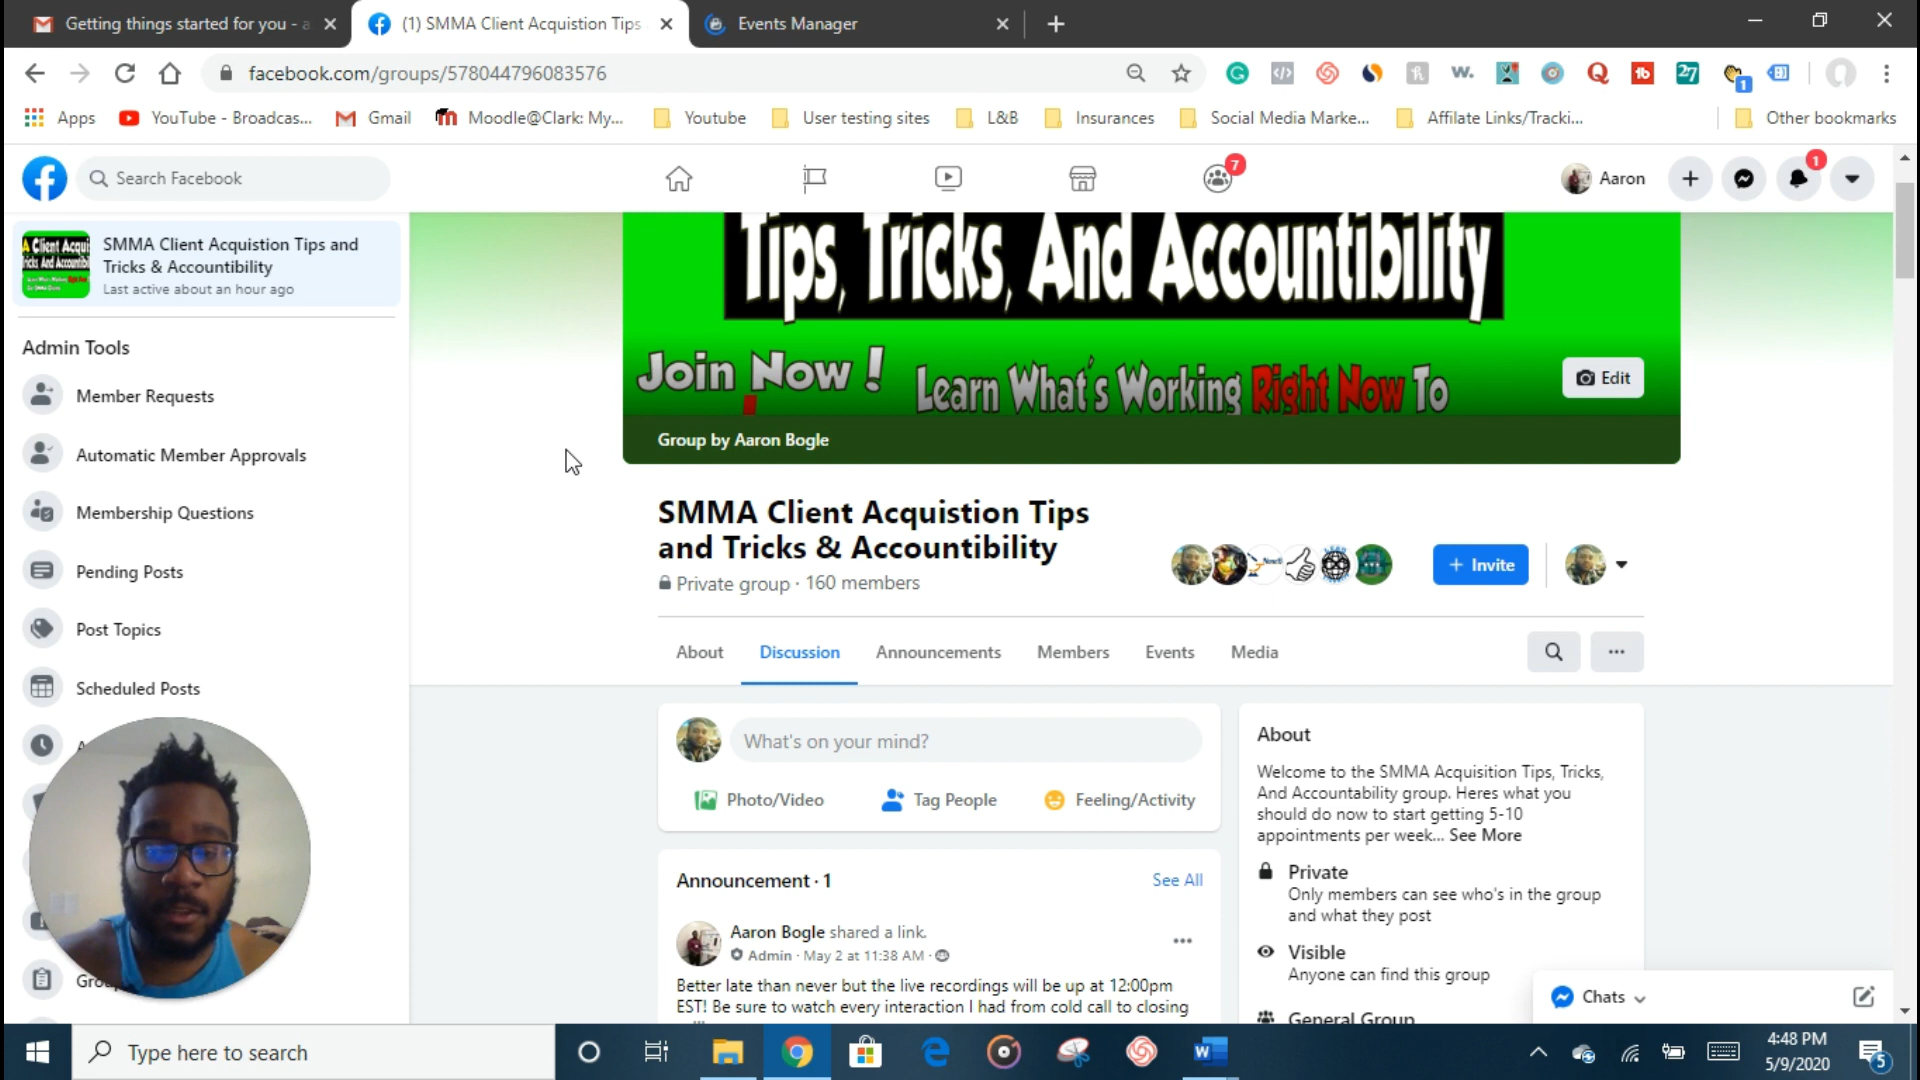 Getting things started for you - a
(1) SMMA Client Acquistion Tips
Events Manager
facebook.com/groups/578044796083576
1
Apps
YouTube - Broadcas...
Gmail
Moodle@Clark: My...
Youtube
User testing sites
L&B
Insurances
Social Media Marke...
Affilate Links/Tracki...
Other bookmarks
Search Facebook
7
Aaron
1
SMMA Client Acquistion Tips and
Tricks & Accountibility
Last active about an hour ago
Admin Tools
Member Requests
Automatic Member Approvals
Membership Questions
Pending Posts
Post Topics
Scheduled Posts
Tips, Tricks, And Accountibility
Join Now!
Learn What's Working Right Now To
Edit
Group by Aaron Bogle
SMMA Client Acquistion Tips
and Tricks & Accountibility
Private group · 160 members
+ Invite
About
Discussion
Announcements
Members
Events
Media
What's on your mind?
Photo/Video
Tag People
Feeling/Activity
Announcement · 1
See All
Aaron Bogle shared a link.
Admin · May 2 at 11:38 AM ·
Better late than never but the live recordings will be up at 12:00pm
EST! Be sure to watch every interaction I had from cold call to closing
About
Welcome to the SMMA Acquisition Tips, Tricks,
And Accountability group. Heres what you
should do now to start getting 5-10
appointments per week... See More
Private
Only members can see who's in the group
and what they post
Visible
Anyone can find this group
General Group
Chats
Type here to search
4:48 PM
5/9/2020
5